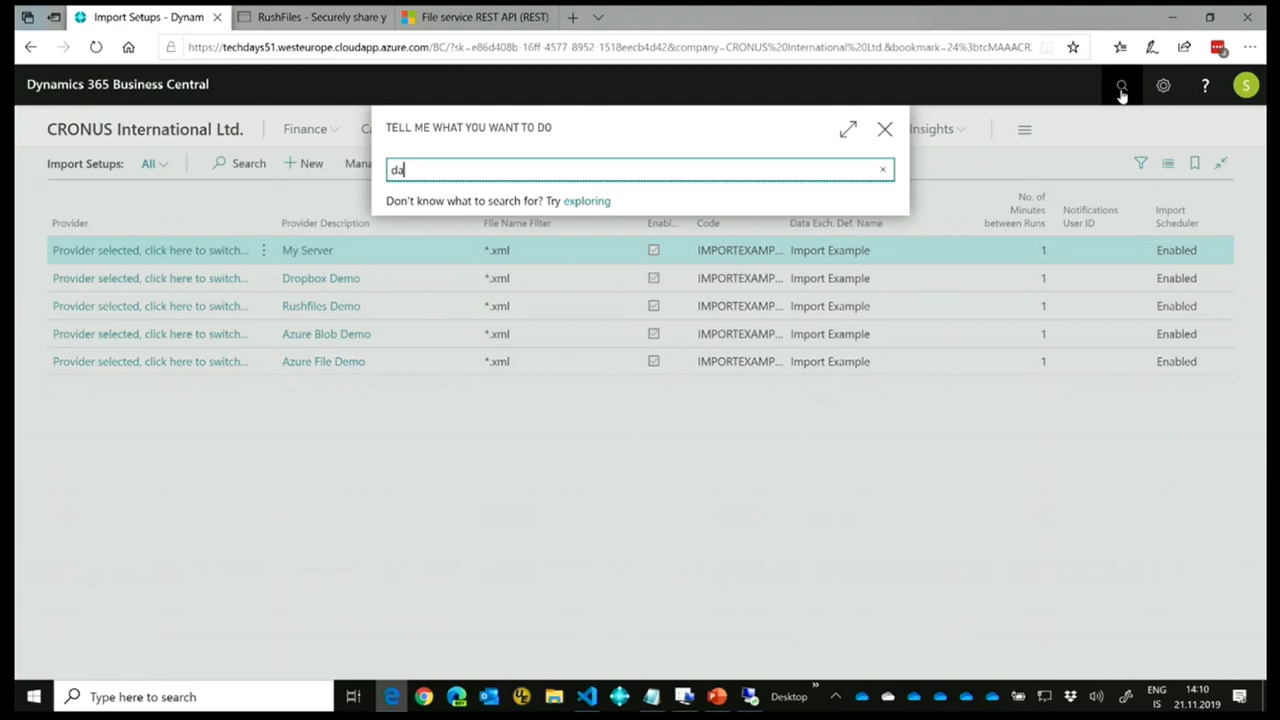 Import Setups - Dynam
RushFiles - Securely share y
File service REST API (REST)
https://techdays51.westeurope.cloudapp.azure.com/BC/?sk=e86d408b-16ff-4577-8952-1518eecb4d42&company=CRONUS%20International%20Ltd.&bookmark=24%3btcMAAACR
Dynamics 365 Business Central
?
S
CRONUS International Ltd.
Finance
Insights
TELL ME WHAT YOU WANT TO DO
da
Don't know what to search for? Try exploring
Import Setups:
All
Search
New
Mana
Provider
Provider Description
File Name Filter
Enabl...
Code
Data Exch. Def. Name
No. of
Minutes
between Runs
Notifications
User ID
Import
Scheduler
Provider selected, click here to switch... My Server *.xml IMPORTEXAMP... Import Example 1 Enabled
Provider selected, click here to switch... Dropbox Demo *.xml IMPORTEXAMP... Import Example 1 Enabled
Provider selected, click here to switch... Rushfiles Demo *.xml IMPORTEXAMP... Import Example 1 Enabled
Provider selected, click here to switch... Azure Blob Demo *.xml IMPORTEXAMP... Import Example 1 Enabled
Provider selected, click here to switch... Azure File Demo *.xml IMPORTEXAMP... Import Example 1 Enabled
Type here to search
Desktop
ENG
IS
14:10
21.11.2019